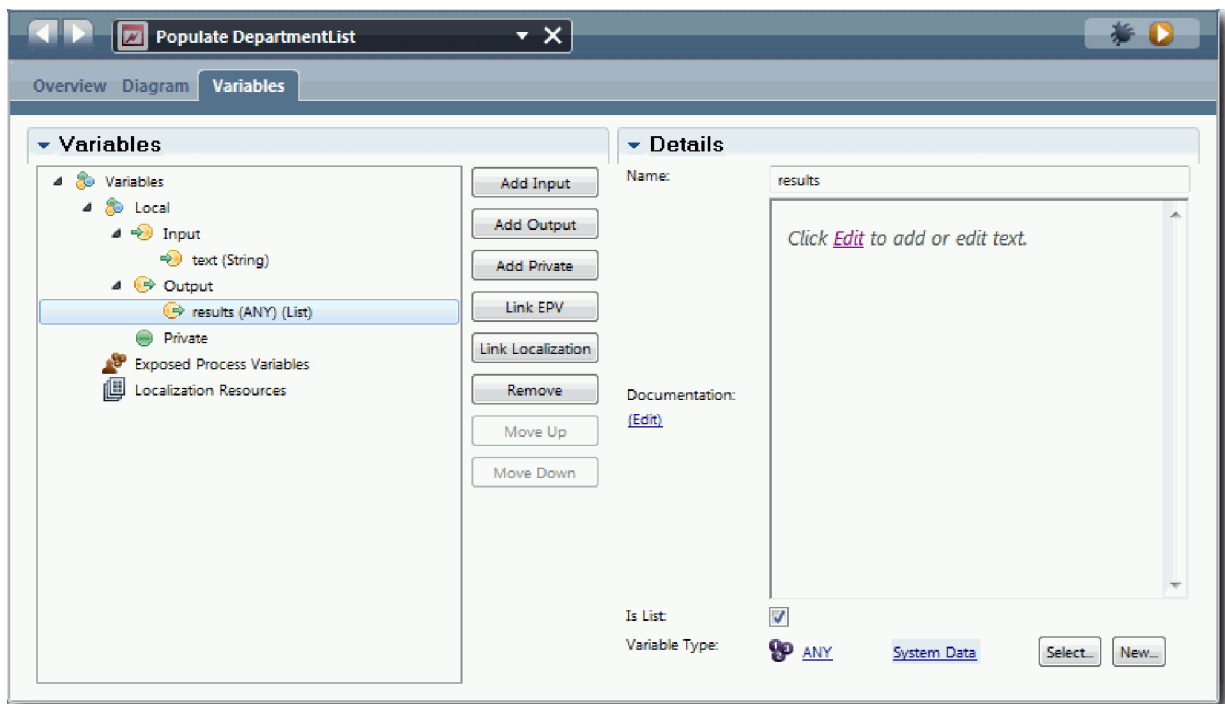 Populate DepartmentList
Overview Diagram Variables
Variables
Variables
Local
Input
text (String)
Output
results (ANY) (List)
Private
Exposed Process Variables
Localization Resources
Add Input
Add Output
Add Private
Link EPV
Link Localization
Remove
Move Up
Move Down
Details
Name: results
Click Edit to add or edit text.
Documentation:
(Edit)
Is List:
Variable Type: ANY System Data Select... New...